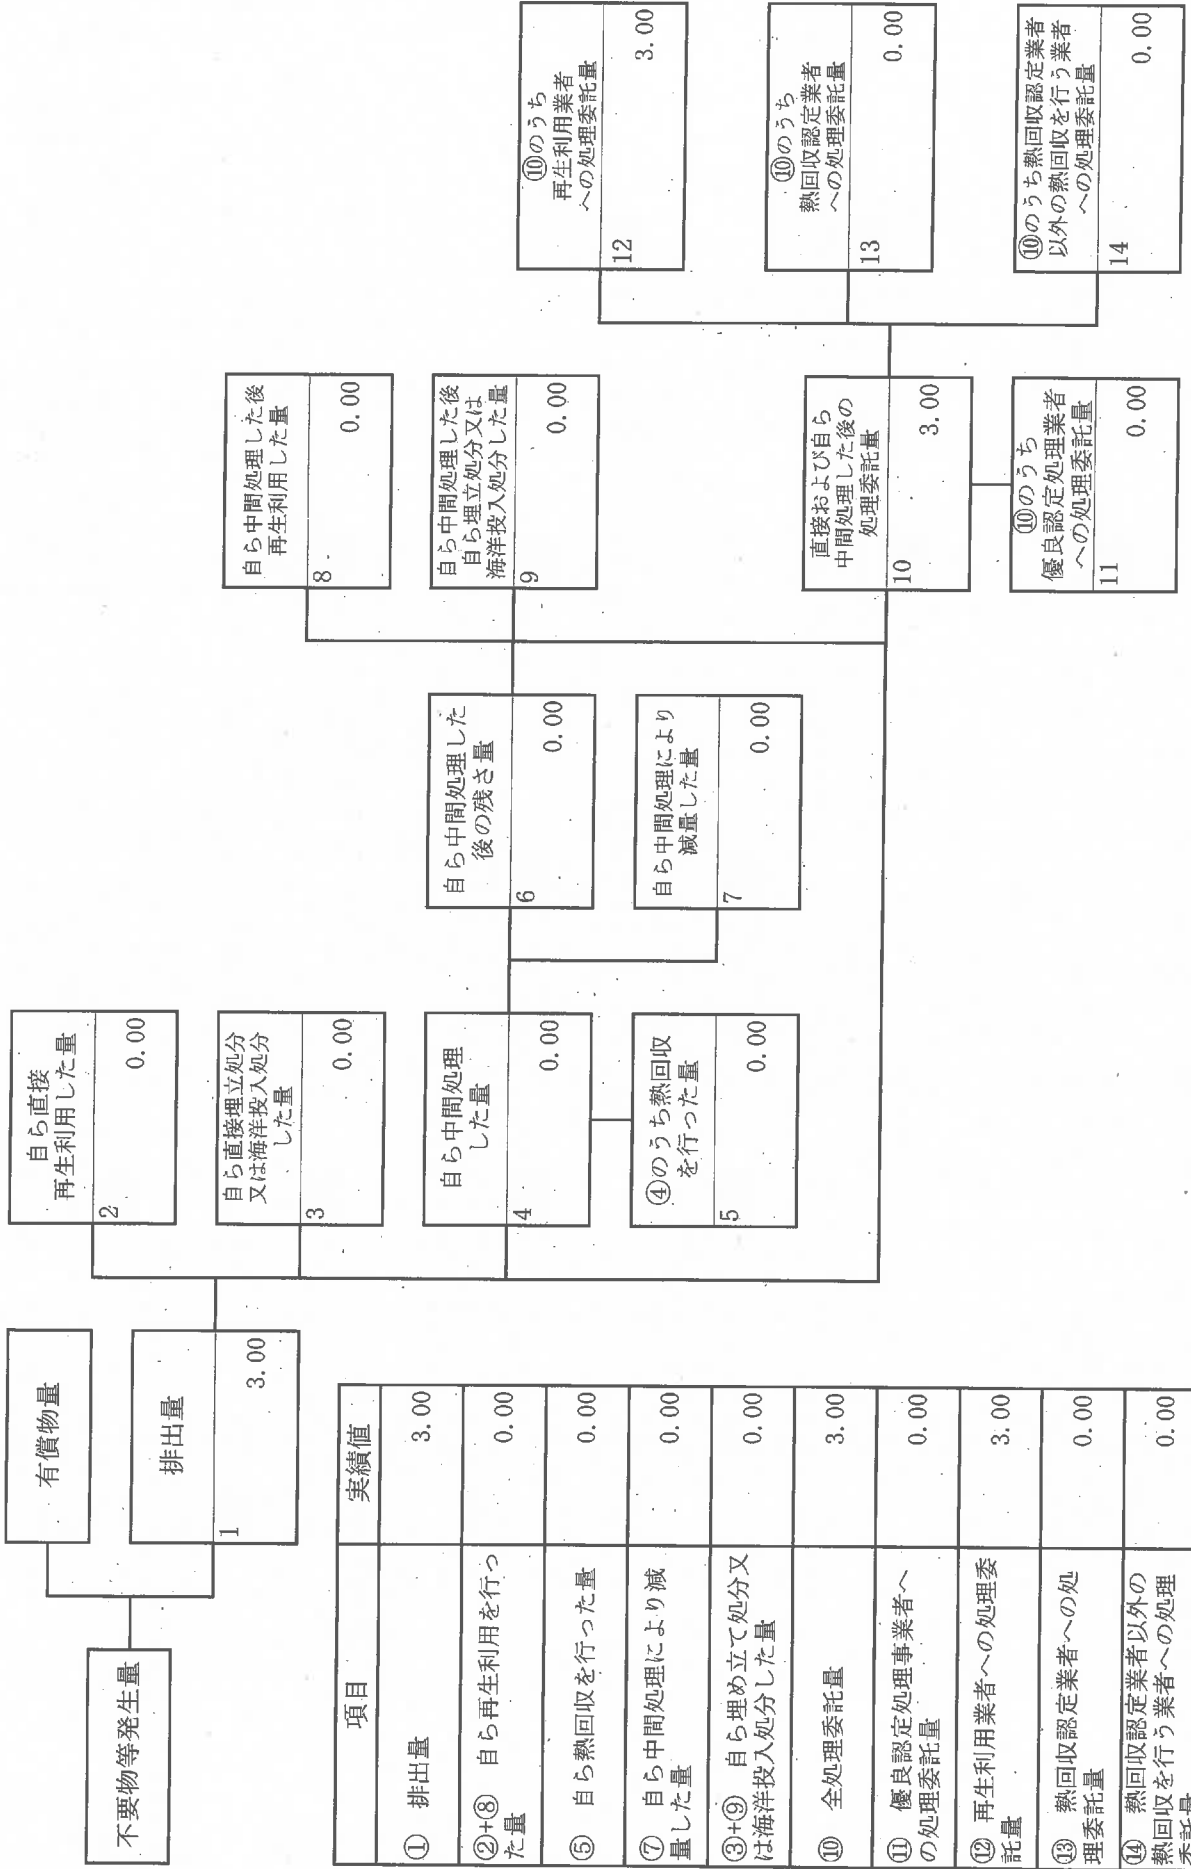 不要物等発生量
有償物量
排出量
1
3.00
自ら直接
再生利用した量
2
0.00
自ら直接埋立処分
又は海洋投入処分
した量
3
0.00
自ら中間処理
した量
4
0.00
④のうち熱回収
を行った量
5
0.00
自ら中間処理した
後の残さ量
6
0.00
自ら中間処理により
減量した量
7
0.00
自ら中間処理した後
再生利用した量
8
0.00
自ら中間処理した後
自ら埋立処分又は
海洋投入処分した量
9
0.00
直接および自ら
中間処理した後の
処理委託量
10
3.00
⑩のうち
優良認定処理業者
への処理委託量
11
0.00
⑩のうち
再生利用業者
への処理委託量
12
3.00
⑩のうち
熱回収認定業者
への処理委託量
13
0.00
⑩のうち熱回収認定業者
以外の熱回収を行う業者
への処理委託量
14
0.00
項目 実績値
① 排出量 3.00
②+⑧ 自ら再生利用を行っ
た量 0.00
⑤ 自ら熱回収を行った量 0.00
⑦ 自ら中間処理により減
量した量 0.00
③+⑨ 自ら埋め立て処分又
は海洋投入処分した量 0.00
⑩ 全処理委託量 3.00
⑪ 優良認定処理事業者へ
の処理委託量 0.00
⑫ 再生利用業者への処理委
託量 3.00
⑬ 熱回収認定業者への処
理委託量 0.00
⑭ 熱回収認定業者以外の
熱回収を行う業者への処理
委託量 0.00